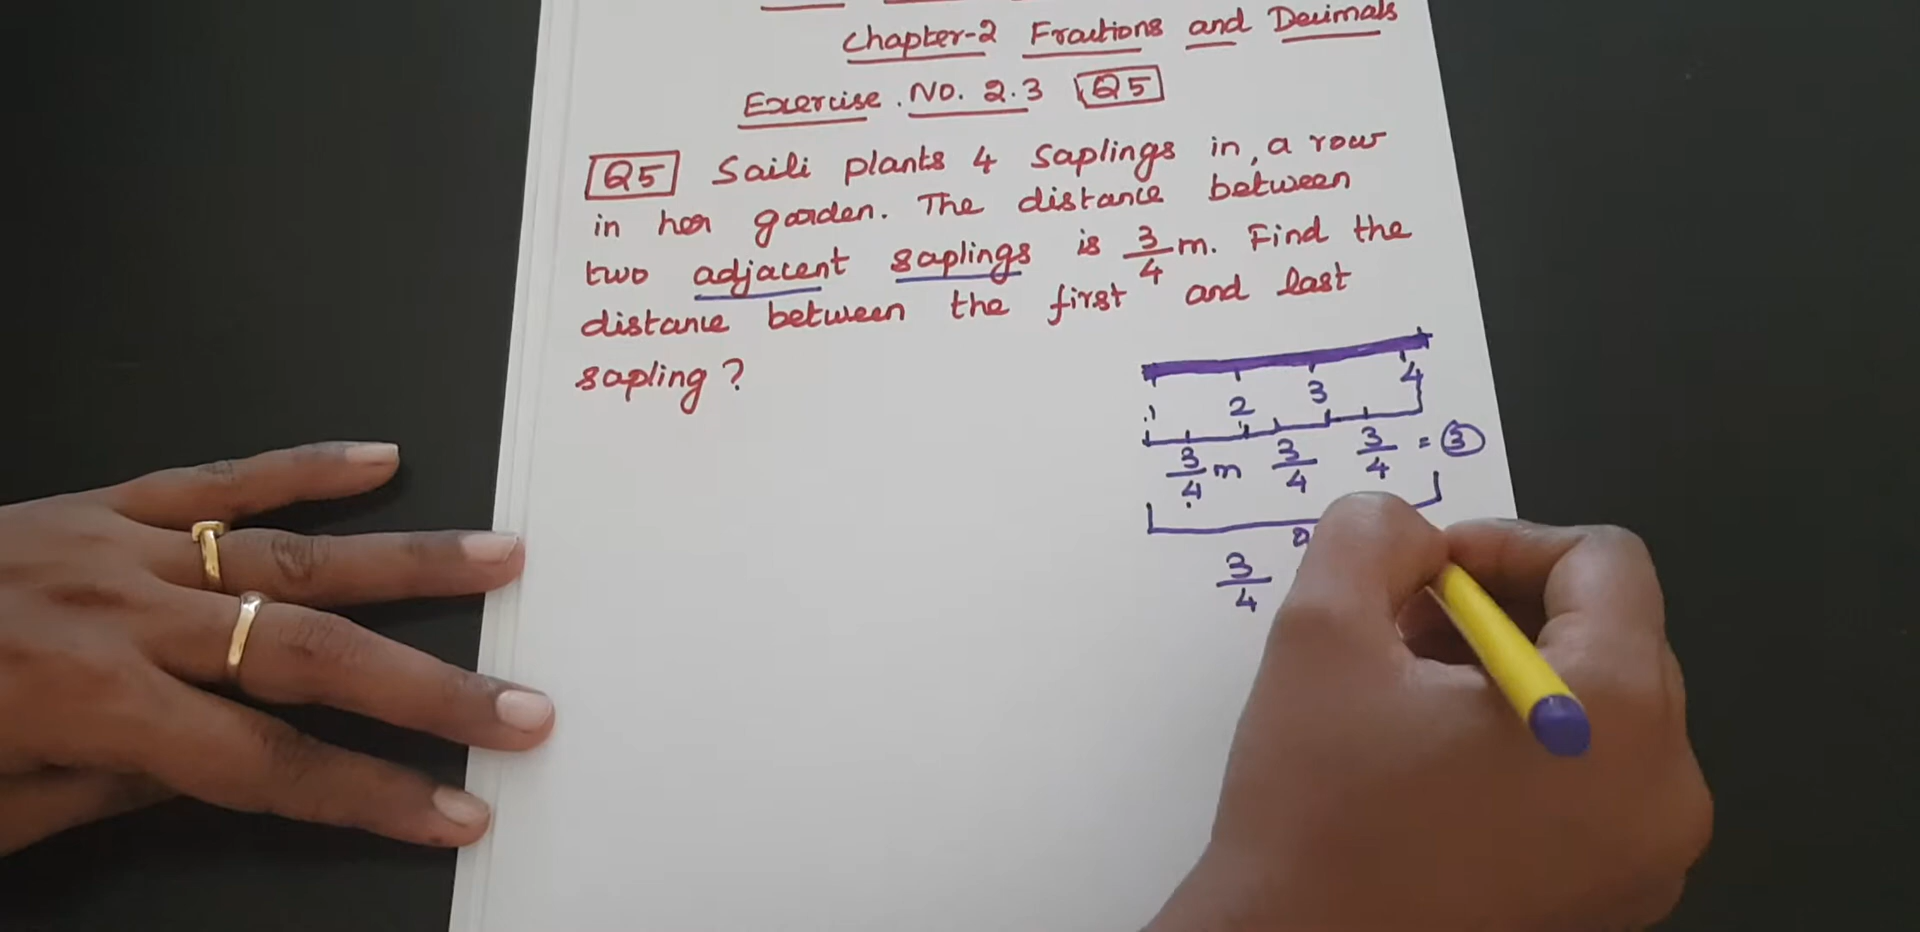 Chapter-2 Fractions and Decimals
Exercise. No. 2.3 Q5
Q5 Saili plants 4 saplings in, a row
in her garden. The distance between
two adjacent saplings is 3/4 m. Find the
distance between the first and last
sapling?
1 2 3 4
3/4 m 3/4 3/4 = 3
3/4